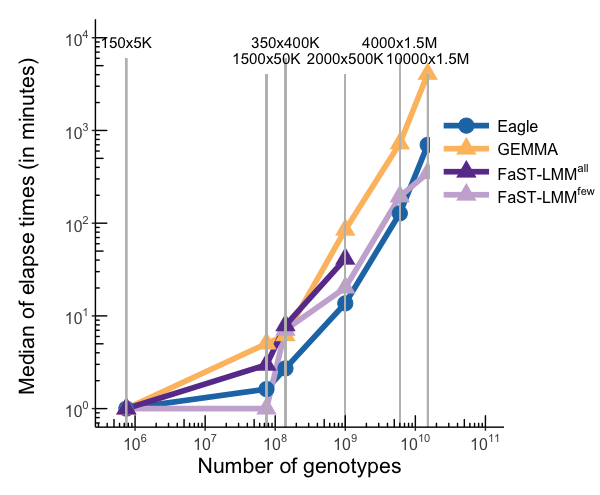 150x5K
350x400K
4000x1.5M
1500x50K
2000x500K
10000x1.5M
10⁴
10³
10²
10¹
10⁰
Median of elapse times (in minutes)
Eagle
GEMMA
FaST-LMMᵃˡˡ
FaST-LMMᶠᵉʷ
10⁶
10⁷
10⁸
10⁹
10¹⁰
10¹¹
Number of genotypes